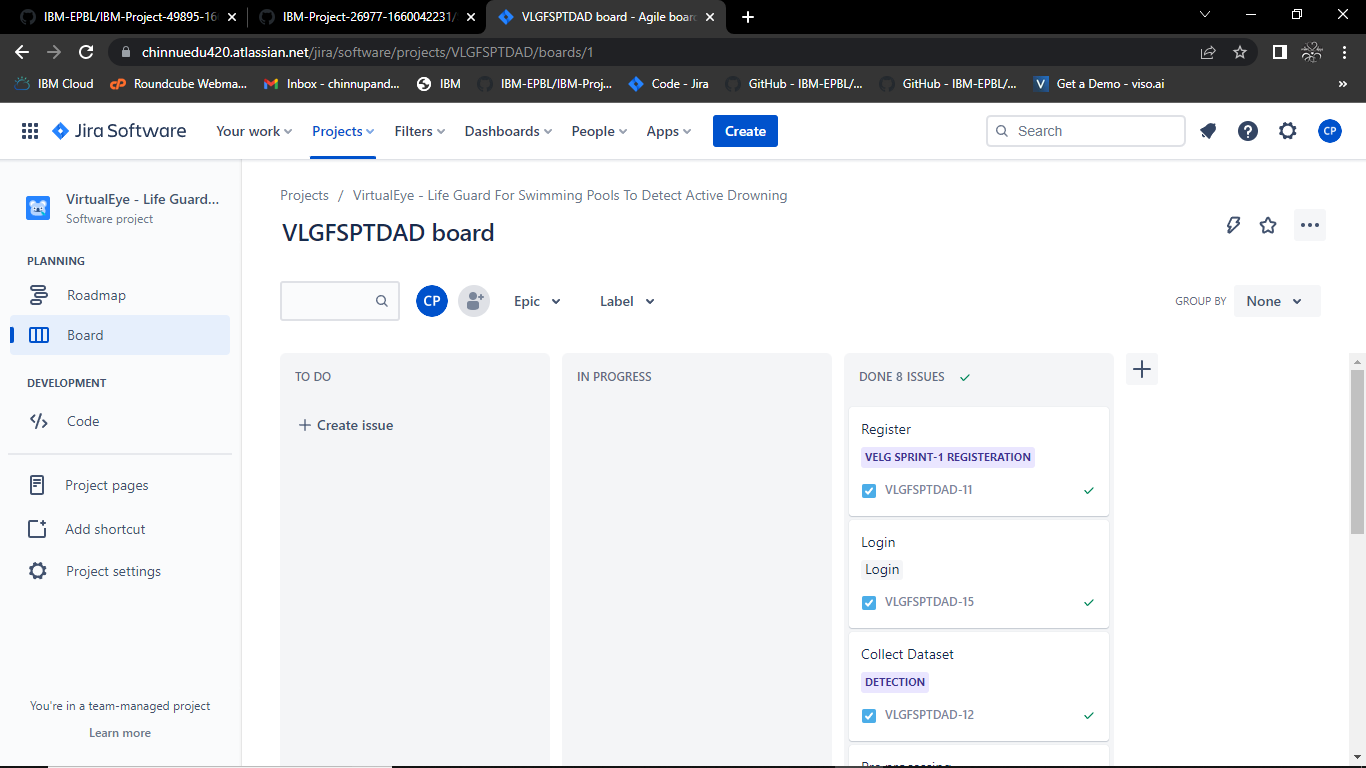 IBM-EPBL/IBM-Project-49895-16
IBM-Project-26977-1660042231/
VLGFSPTDAD board - Agile board
chinnuedu420.atlassian.net/jira/software/projects/VLGFSPTDAD/boards/1
IBM Cloud
Roundcube Webma...
Inbox - chinnupand...
IBM
IBM-EPBL/IBM-Proj...
Code - Jira
GitHub - IBM-EPBL/...
GitHub - IBM-EPBL/...
V Get a Demo - viso.ai
Jira Software
Your work
Projects
Filters
Dashboards
People
Apps
Create
Search
CP
VirtualEye - Life Guard...
Software project
PLANNING
Roadmap
Board
DEVELOPMENT
Code
Project pages
Add shortcut
Project settings
You're in a team-managed project
Learn more
Projects / VirtualEye - Life Guard For Swimming Pools To Detect Active Drowning
VLGFSPTDAD board
CP
Epic
Label
GROUP BY
None
TO DO
+ Create issue
IN PROGRESS
DONE 8 ISSUES
Register
VELG SPRINT-1 REGISTERATION
VLGFSPTDAD-11
Login
Login
VLGFSPTDAD-15
Collect Dataset
DETECTION
VLGFSPTDAD-12